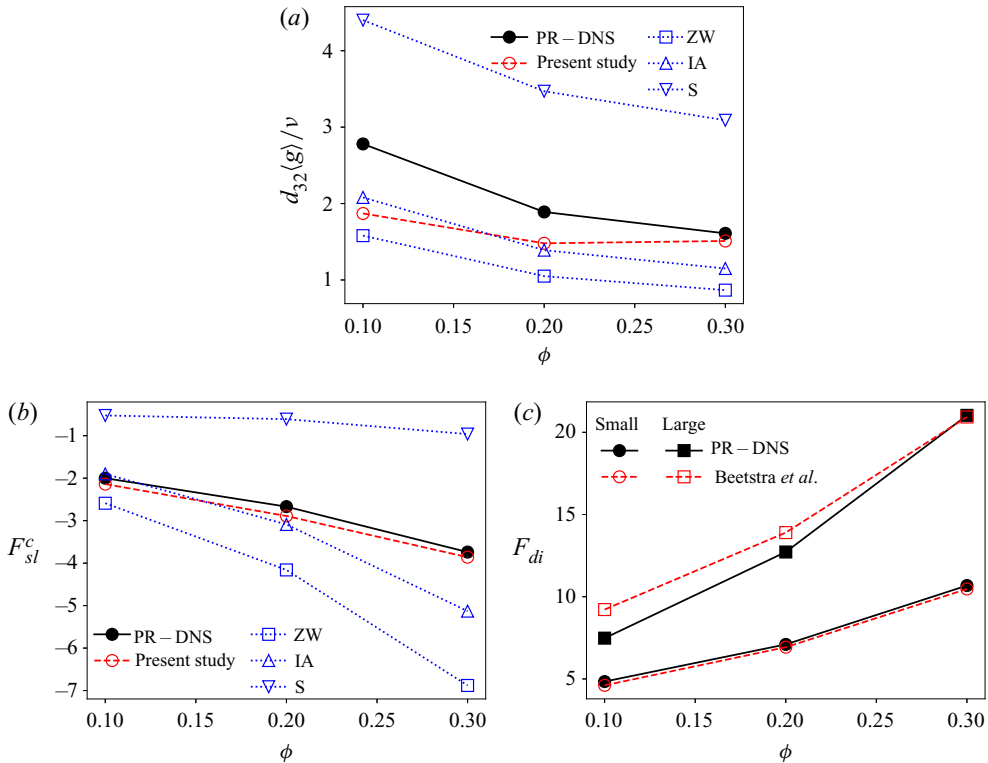 (a)
4
3
2
1
d32⟨g⟩/ν
PR − DNS
Present study
ZW
IA
S
0.10 0.15 0.20 0.25 0.30
ϕ
(b)
−1
−2
−3
−4
−5
−6
−7
F^c_sl
PR − DNS
Present study
ZW
IA
S
0.10 0.15 0.20 0.25 0.30
ϕ
(c)
20
15
10
5
F_di
Small Large
PR − DNS
Beetstra et al.
0.10 0.15 0.20 0.25 0.30
ϕ